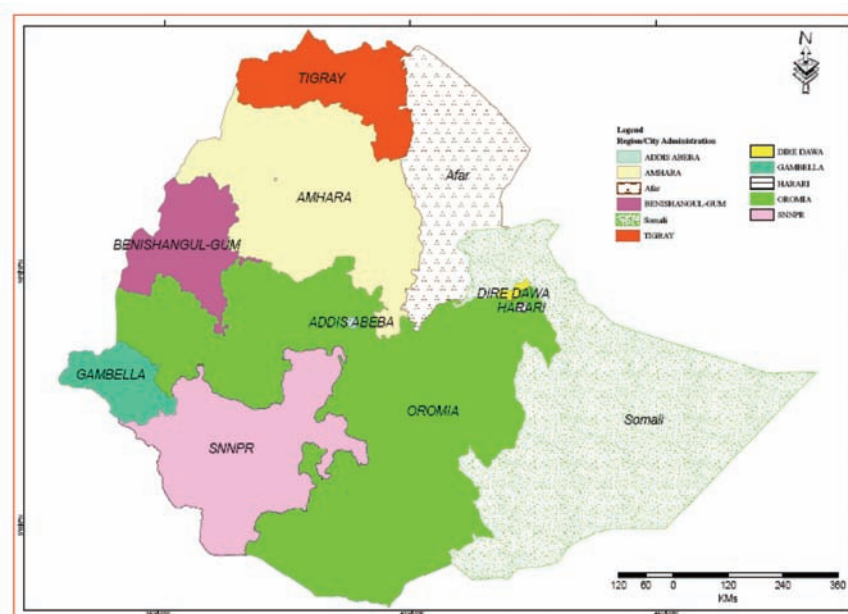 N
TIGRAY
Afar
AMHARA
BENISHANGUL-GUM
DIRE DAWA
HARARI
ADDIS ABEBA
GAMBELLA
OROMIA
Somali
SNNPR
Legend
Region/City Administration
ADDIS ABEBA
AMHARA
Afar
BENISHANGUL-GUM
Somali
TIGRAY
DIRE DAWA
GAMBELLA
HARARI
OROMIA
SNNPR
120 60 0 120 240 360
KMs